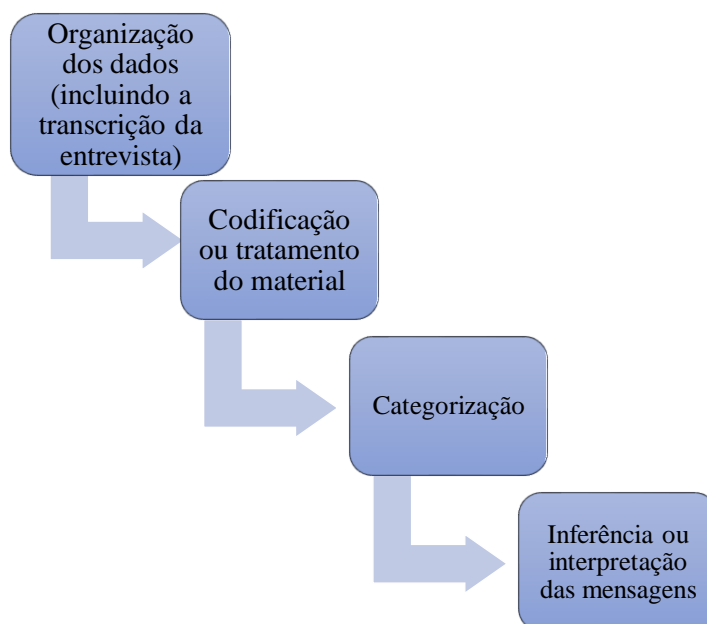 Organização
dos dados
(incluindo a
transcrição da
entrevista)
Codificação
ou tratamento
do material
Categorização
Inferência ou
interpretação
das mensagens